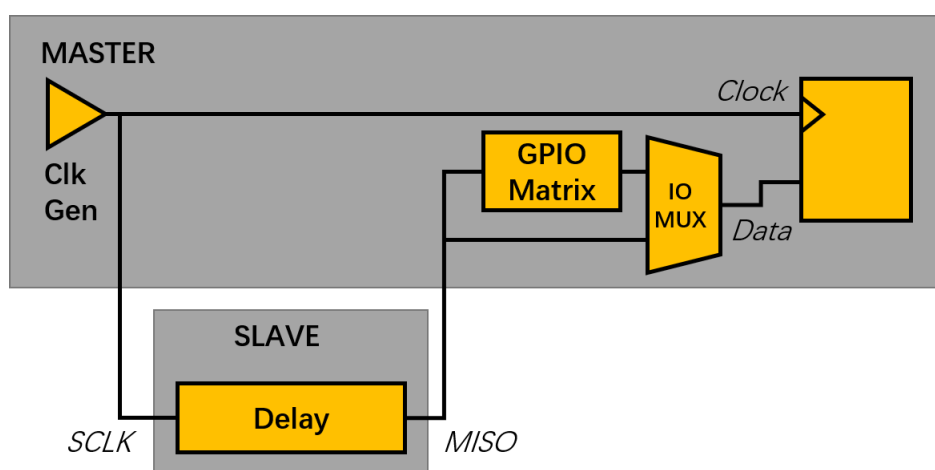 MASTER
Clk
Gen
Clock
GPIO
Matrix
IO
MUX
Data
SLAVE
Delay
SCLK
MISO